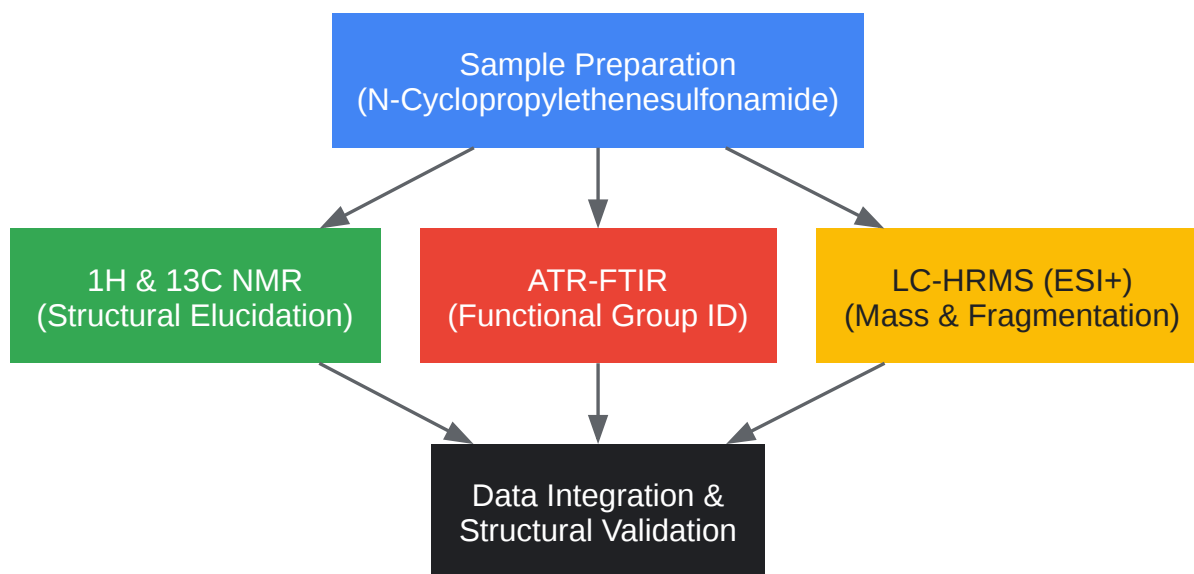 Sample Preparation
(N-Cyclopropylethenesulfonamide)
1H & 13C NMR
(Structural Elucidation)
ATR-FTIR
(Functional Group ID)
LC-HRMS (ESI+)
(Mass & Fragmentation)
Data Integration &
Structural Validation